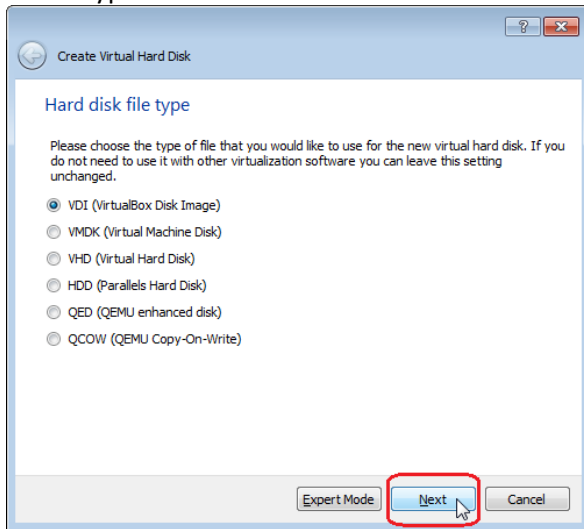 Create Virtual Hard Disk
Hard disk file type
Please choose the type of file that you would like to use for the new virtual hard disk. If you
do not need to use it with other virtualization software you can leave this setting
unchanged.
VDI (VirtualBox Disk Image)
VMDK (Virtual Machine Disk)
VHD (Virtual Hard Disk)
HDD (Parallels Hard Disk)
QED (QEMU enhanced disk)
QCOW (QEMU Copy-On-Write)
Expert Mode Next Cancel